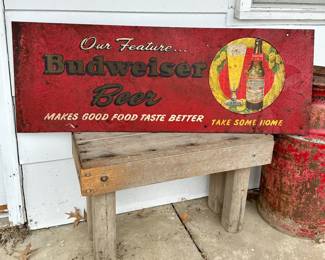 Our Feature...
Budweiser
Beer
MAKES GOOD FOOD TASTE BETTER
TAKE SOME HOME